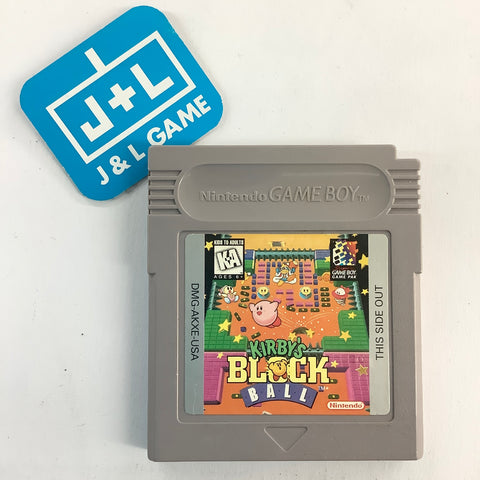 J+L
J & L GAME
Nintendo GAME BOY TM
KIDS TO ADULTS
K-A
AGES 6+
GAME BOY
GAME PAK
DMG-AKXE-USA
THIS SIDE OUT
KIRBY'S
BLOCK
BALL TM
Nintendo